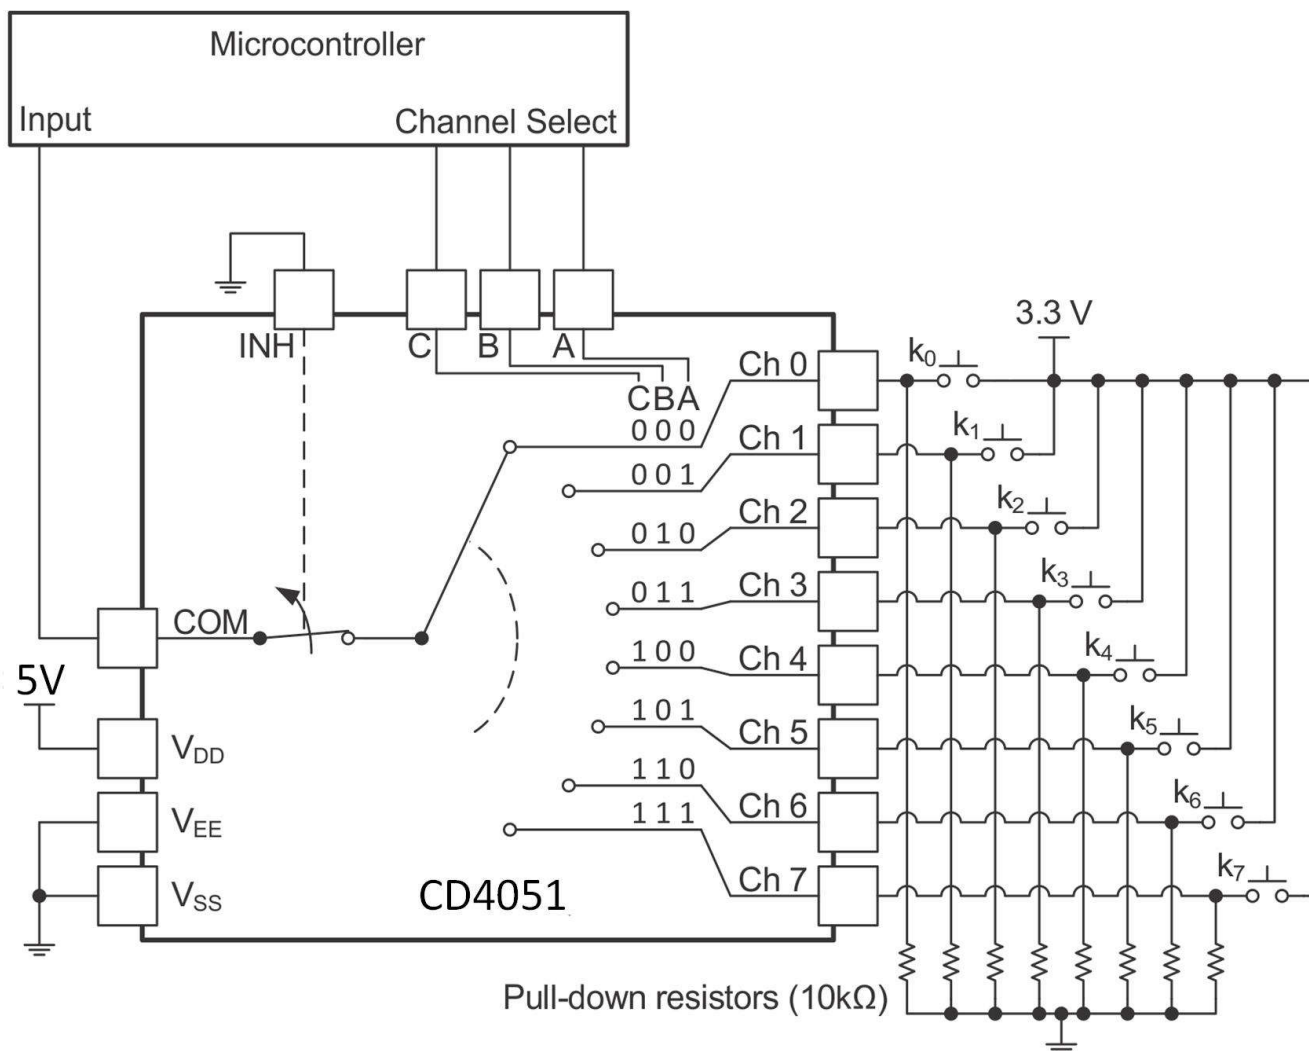 Microcontroller
Input
Channel Select
INH
C
B
A
3.3 V
CBA
Ch 0
k0
000
Ch 1
k1
001
Ch 2
k2
010
Ch 3
k3
011
COM
Ch 4
k4
100
5V
Ch 5
k5
101
VDD
Ch 6
k6
110
VEE
111
Ch 7
k7
VSS
CD4051
Pull-down resistors (10kΩ)